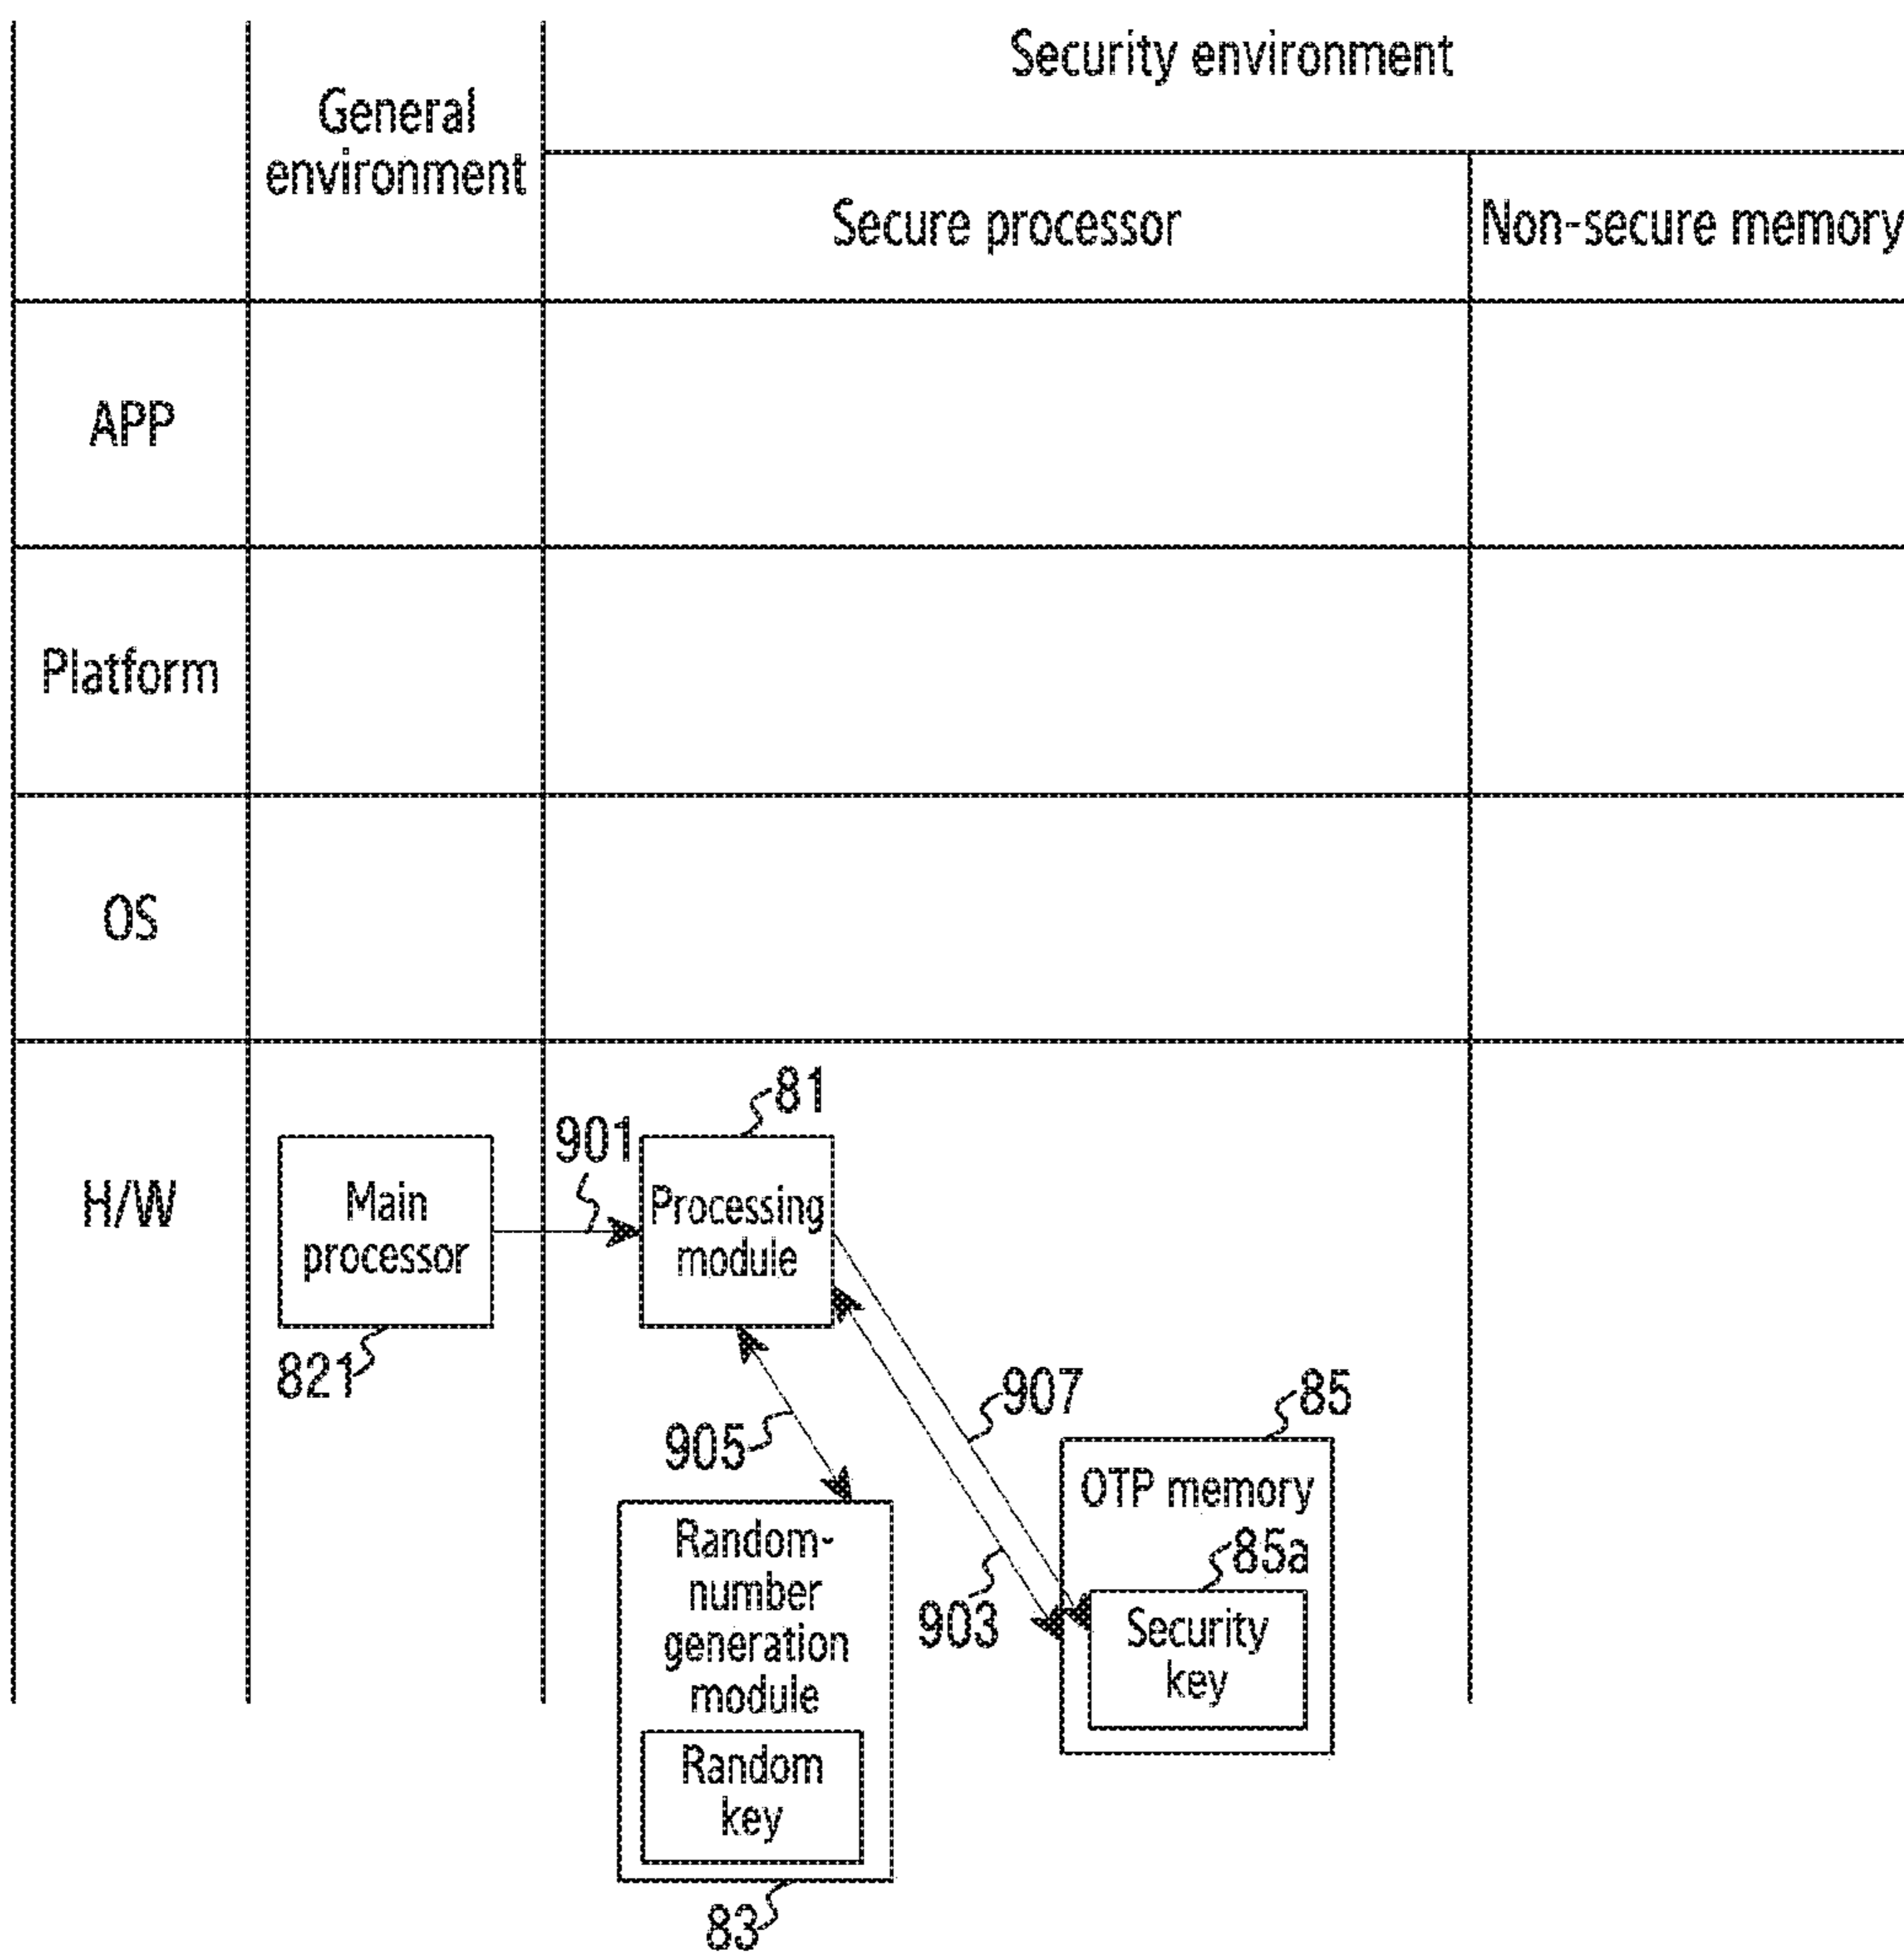 Security environment
General
environment
Secure processor
Non-secure memory
APP
Platform
OS
H/W
81
901
Main
processor
Processing
module
821
907
85
905
OTP memory
85a
Random-
number
generation
module
903
Security
key
Random
key
83